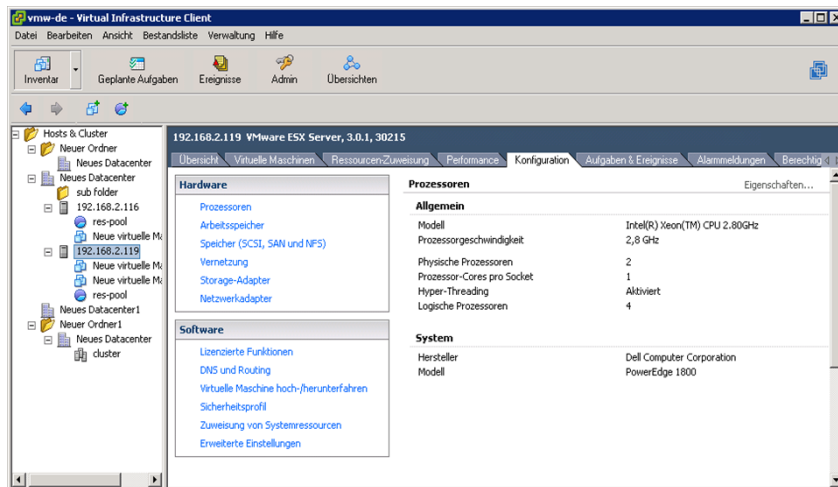 vmw-de - Virtual Infrastructure Client
Datei Bearbeiten Ansicht Bestandsliste Verwaltung Hilfe
Inventar Geplante Aufgaben Ereignisse Admin Übersichten
Hosts & Cluster
Neuer Ordner
Neues Datacenter
Neues Datacenter
sub folder
192.168.2.116
res-pool
Neue virtuelle Ma
192.168.2.119
Neue virtuelle Ma
Neue virtuelle Ma
res-pool
Neues Datacenter1
Neuer Ordner1
Neues Datacenter
cluster
192.168.2.119 VMware ESX Server, 3.0.1, 30215
Übersicht Virtuelle Maschinen Ressourcen-Zuweisung Performance Konfiguration Aufgaben & Ereignisse Alarmmeldungen Berechtig
Hardware
Prozessoren
Arbeitsspeicher
Speicher (SCSI, SAN und NFS)
Vernetzung
Storage-Adapter
Netzwerkadapter
Software
Lizenzierte Funktionen
DNS und Routing
Virtuelle Maschine hoch-/herunterfahren
Sicherheitsprofil
Zuweisung von Systemressourcen
Erweiterte Einstellungen
Prozessoren Eigenschaften...
Allgemein
Modell Intel(R) Xeon(TM) CPU 2.80GHz
Prozessorgeschwindigkeit 2,8 GHz
Physische Prozessoren 2
Prozessor-Cores pro Socket 1
Hyper-Threading Aktiviert
Logische Prozessoren 4
System
Hersteller Dell Computer Corporation
Modell PowerEdge 1800